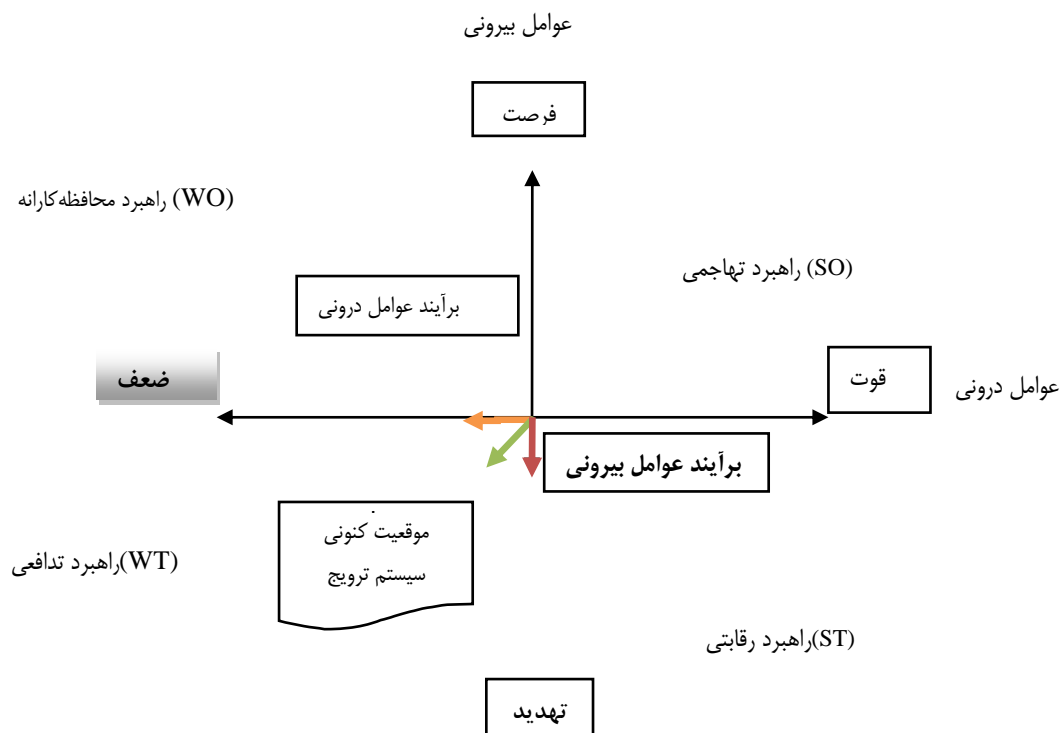 عوامل بیرونی
فرصت
(WO) راهبرد محافظه‌کارانه
(SO) راهبرد تهاجمی
برآیند عوامل درونی
ضعف
قوت
عوامل درونی
برآیند عوامل بیرونی
موقعیت کنونی
سیستم ترویج
(WT)راهبرد تدافعی
(ST)راهبرد رقابتی
تهدید